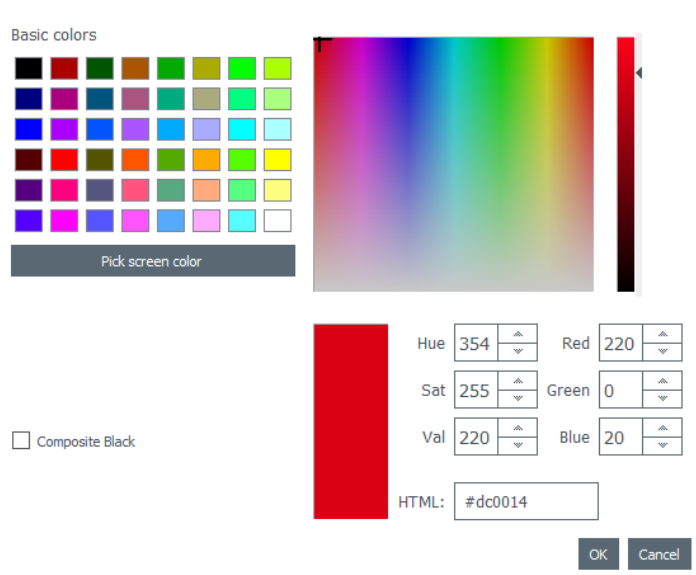 Basic colors
Pick screen color
Hue 354 Red 220
Sat 255 Green 0
Composite Black
Val 220 Blue 20
HTML: #dc0014
OK Cancel